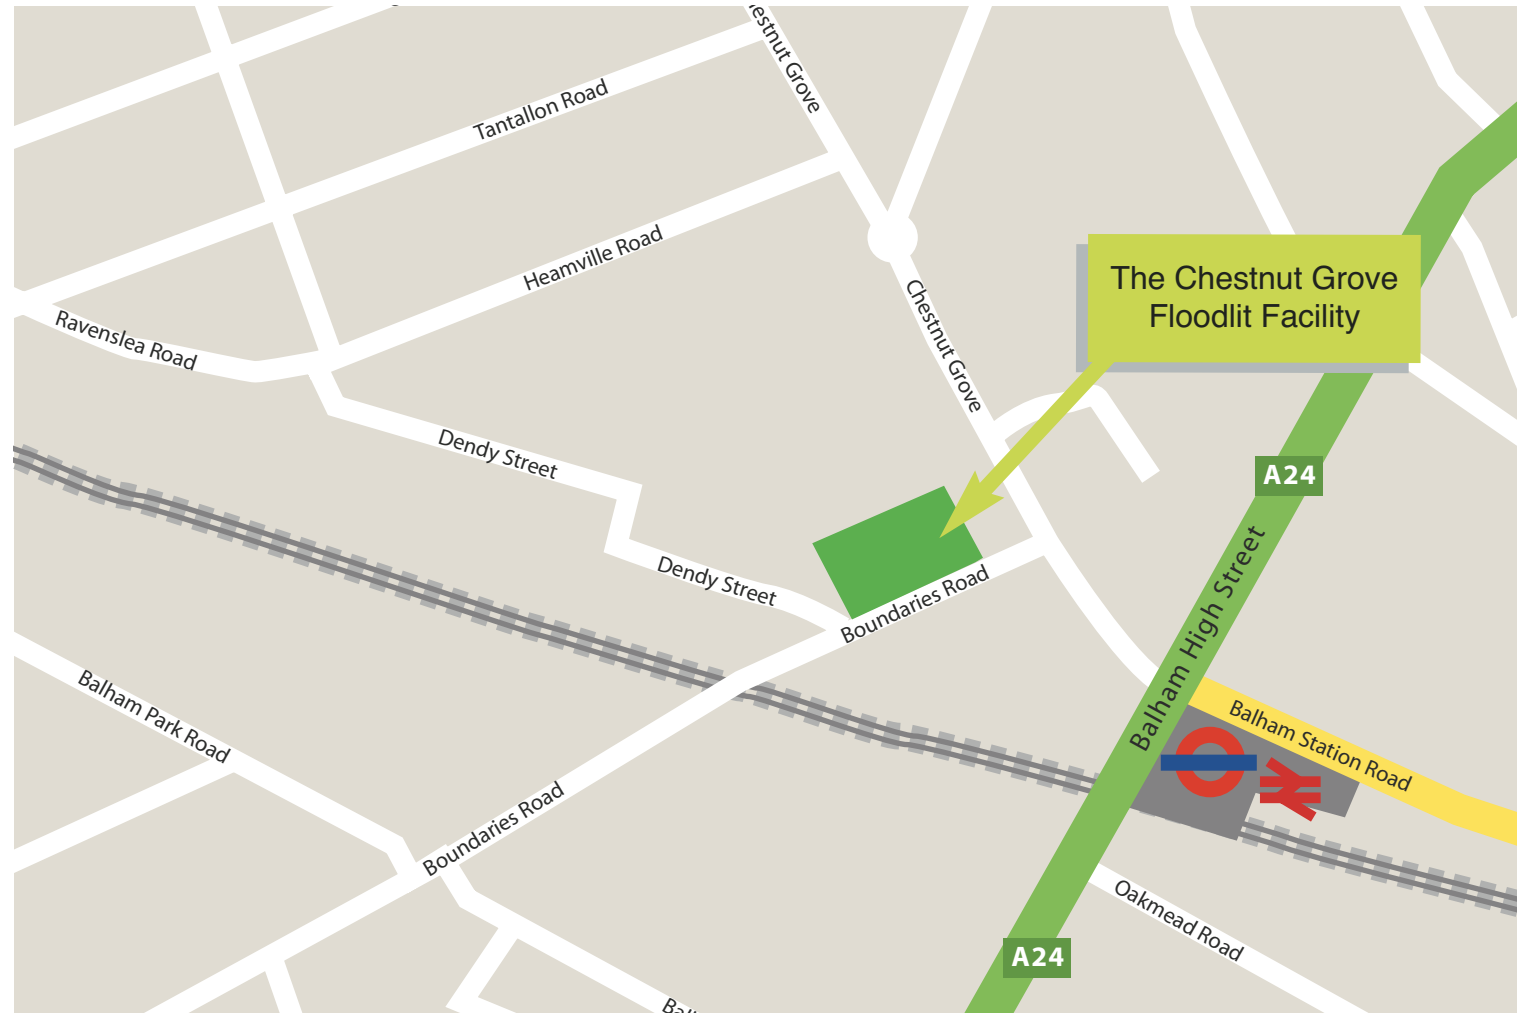 estnut Grove
Tantallon Road
Heamville Road
Ravenslea Road
Chestnut Grove
The Chestnut Grove
Floodlit Facility
Dendy Street
A24
Dendy Street
Boundaries Road
Balham High Street
Balham Park Road
Balham Station Road
Boundaries Road
Oakmead Road
A24
Bal